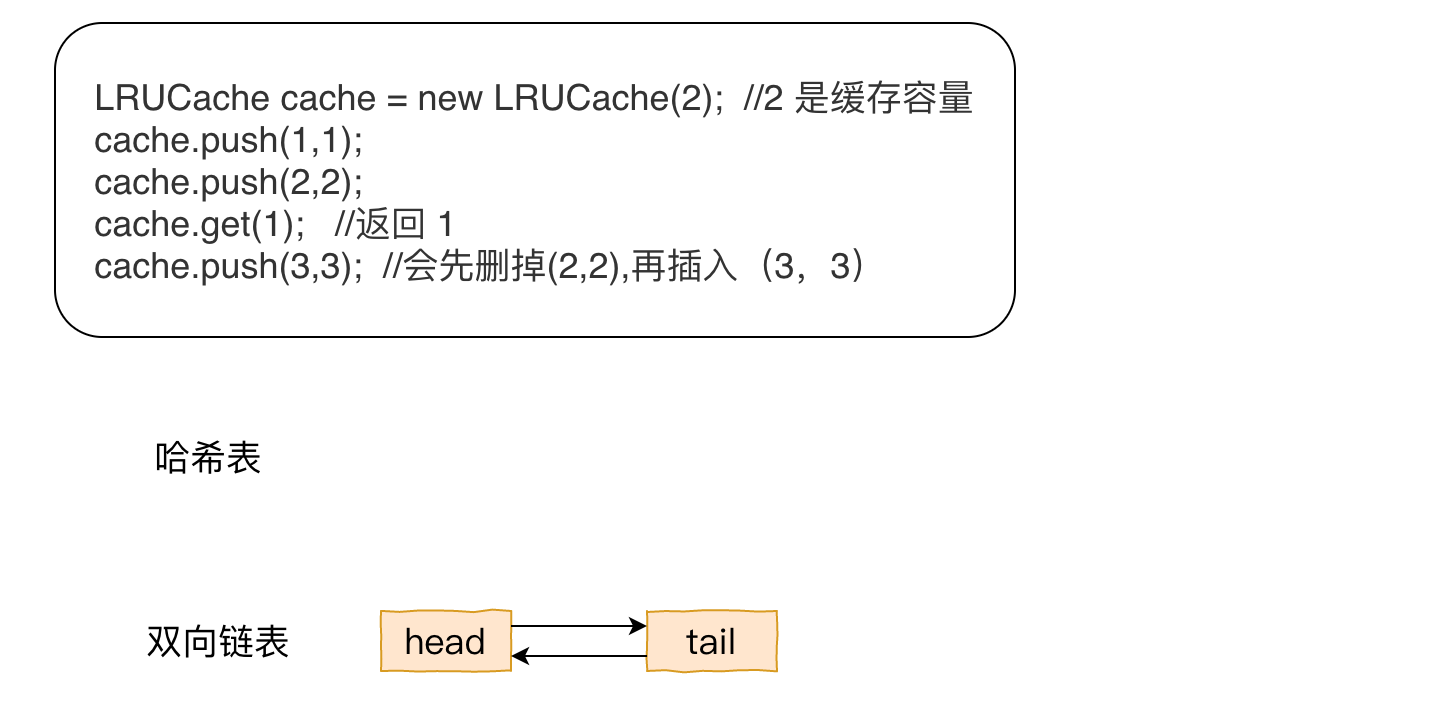 LRUCache cache = new LRUCache(2);  //2 是缓存容量
cache.push(1,1);
cache.push(2,2);
cache.get(1);   //返回 1
cache.push(3,3);  //会先删掉(2,2),再插入（3，3）
哈希表
双向链表 head tail